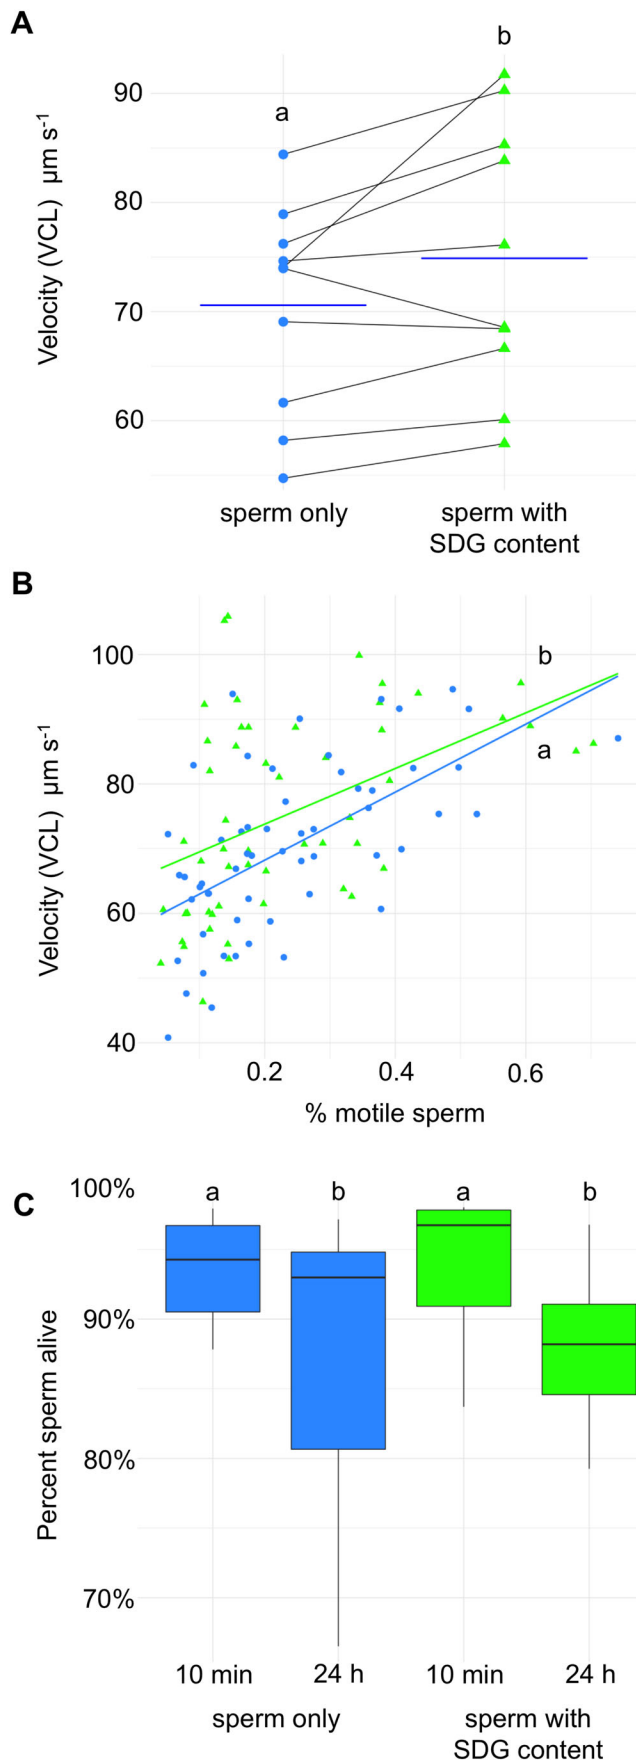 A
b
a
90
80
70
60
Velocity (VCL)  µm s-1
sperm only
sperm with
SDG content
B
b
a
100
80
60
40
Velocity (VCL)  µm s-1
0.2
0.4
0.6
% motile sperm
C
100%
a
b
a
b
90%
80%
70%
Percent sperm alive
10 min
24 h
10 min
24 h
sperm only
sperm with
SDG content